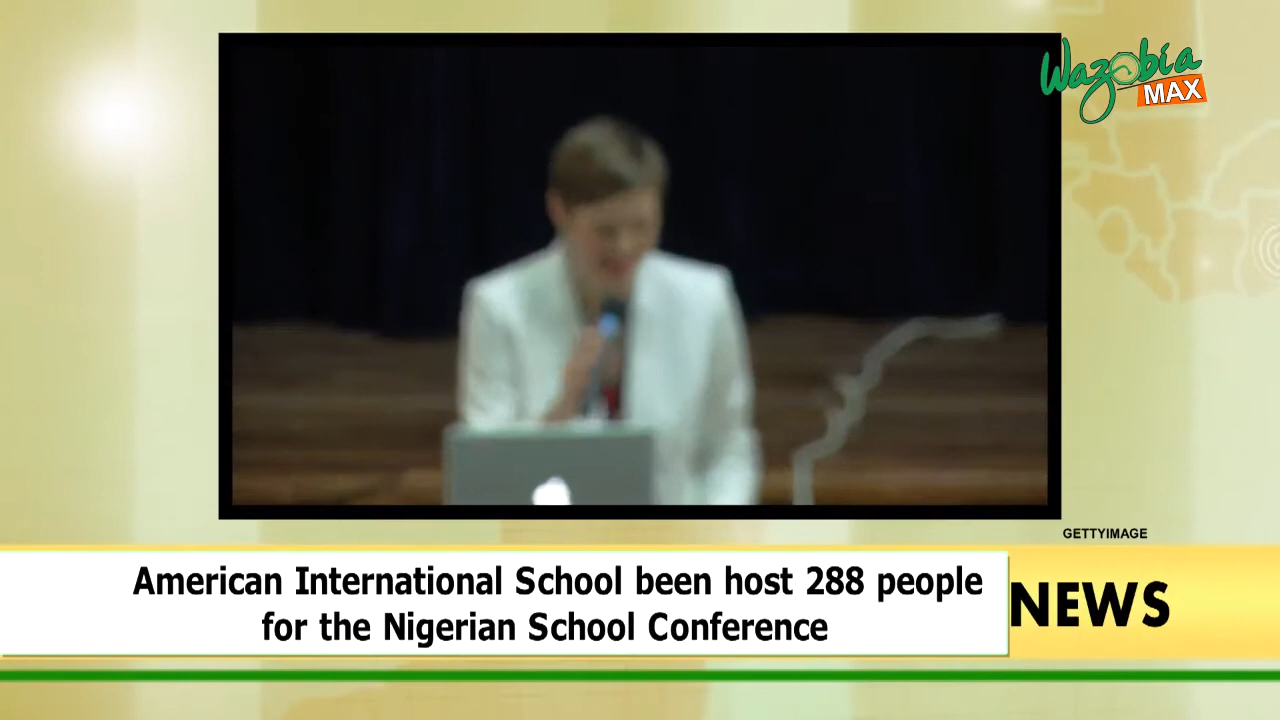 Wazobia
MAX
GETTYIMAGE
American International School been host 288 people
for the Nigerian School Conference
NEWS